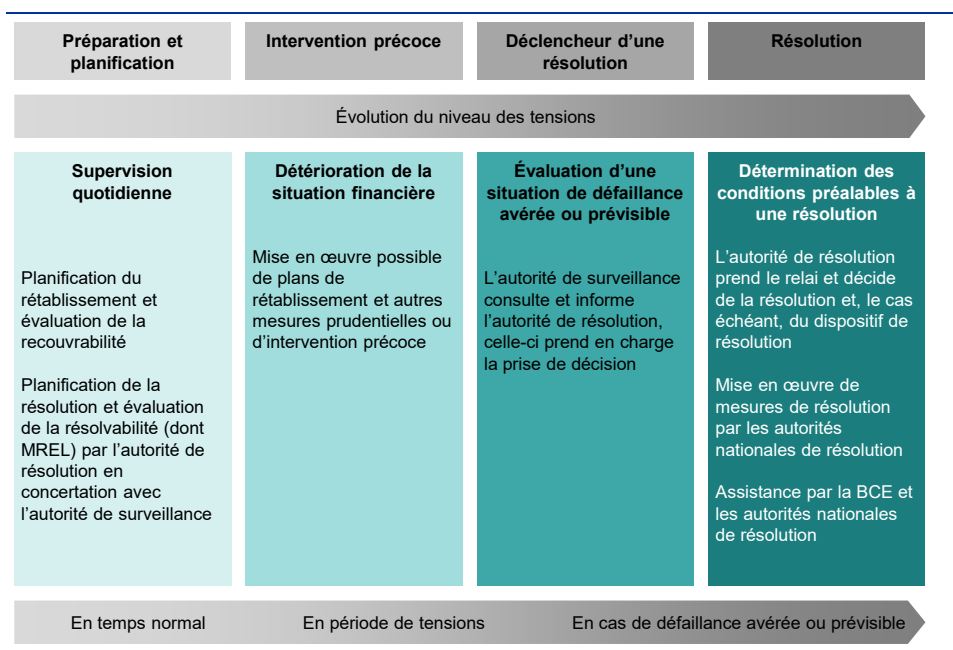 Préparation et
planification
Intervention précoce
Déclencheur d'une
résolution
Résolution
Évolution du niveau des tensions
Supervision
quotidienne
Planification du
rétablissement et
évaluation de la
recouvrabilité
Planification de la
résolution et évaluation
de la résolvabilité (dont
MREL) par l'autorité de
résolution en
concertation avec
l'autorité de surveillance
Détérioration de la
situation financière
Mise en œuvre possible
de plans de
rétablissement et autres
mesures prudentielles ou
d'intervention précoce
Évaluation d'une
situation de défaillance
avérée ou prévisible
L'autorité de surveillance
consulte et informe
l'autorité de résolution,
celle-ci prend en charge
la prise de décision
Détermination des
conditions préalables à
une résolution
L'autorité de résolution
prend le relai et décide
de la résolution et, le cas
échéant, du dispositif de
résolution
Mise en œuvre de
mesures de résolution
par les autorités
nationales de résolution
Assistance par la BCE et
les autorités nationales
de résolution
En temps normal
En période de tensions
En cas de défaillance avérée ou prévisible